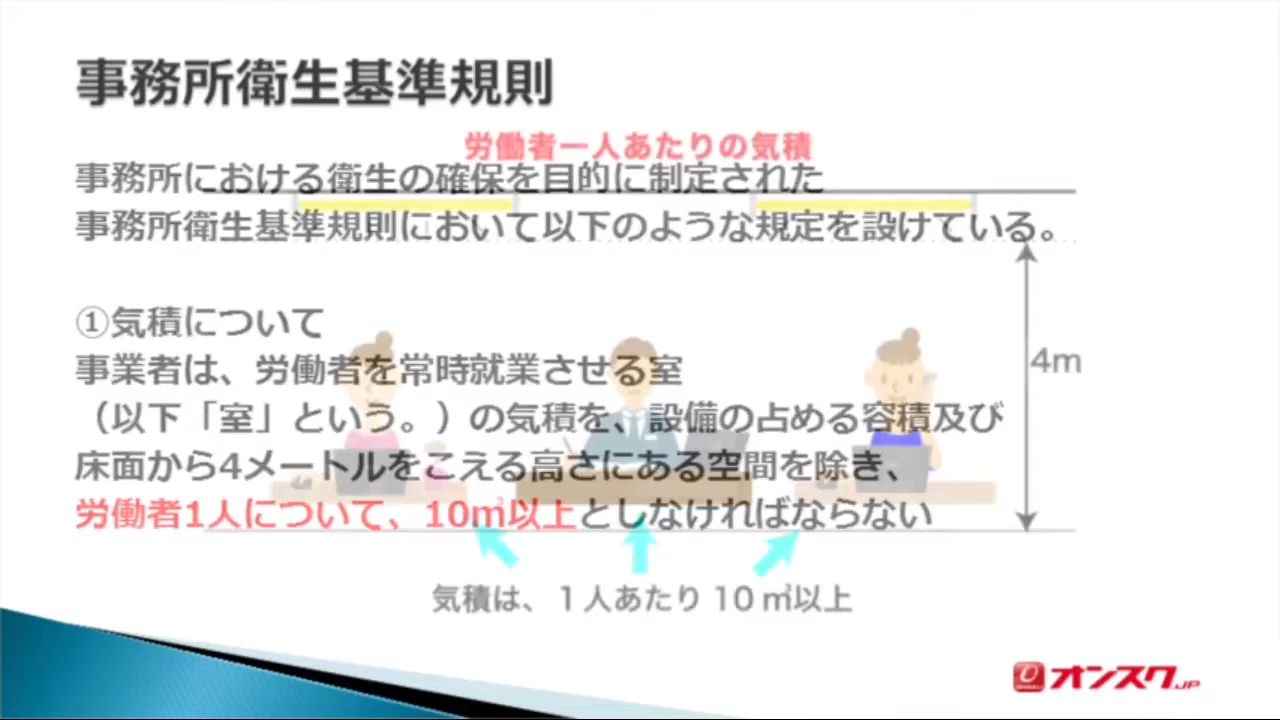 事務所衛生基準規則
労働者一人あたりの気積
事務所における衛生の確保を目的に制定された
事務所衛生基準規則において以下のような規定を設けている。
①気積について
事業者は、労働者を常時就業させる室
4m
（以下「室」という。）の気積を、設備の占める容積及び
床面から4メートルをこえる高さにある空間を除き、
労働者1人について、10㎥以上としなければならない
気積は、1人あたり 10 ㎥以上
オンスク.JP